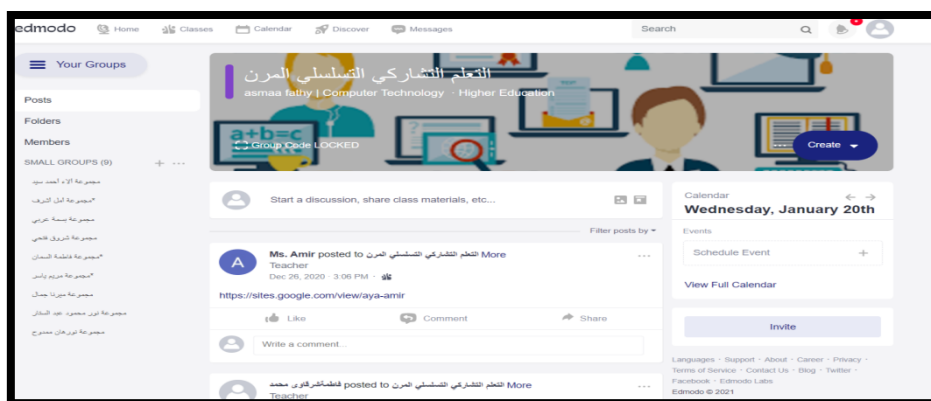 edmodo Home Classes Calendar Discover Messages Search
Your Groups
Posts
Folders
Members
SMALL GROUPS (9)
مجموعة آلاء أحمد سيد
مجموعة أمل أشرف*
مجموعة بسمة عربي
مجموعة شروق فتحي
مجموعة فاطمة السمان*
مجموعة مريم ياسر*
مجموعة ميرنا جمال
مجموعة نور محمود عبد الستار
مجموعة نورهان ممدوح
التعلم التشاركي التسلسلي المرن
asmaa fathy | Computer Technology · Higher Education
a+b=c
Group Code LOCKED
Create
Start a discussion, share class materials, etc...
Filter posts by
A
Ms. Amir posted to التعلم التشاركي التسلسلي المرن More
Teacher
Dec 26, 2020 · 3:06 PM ·
https://sites.google.com/view/aya-amir
Like Comment Share
Write a comment...
محمد posted to التعلم التشاركي التسلسلي المرن More
Teacher
Calendar
Wednesday, January 20th
Events
Schedule Event
View Full Calendar
Invite
Languages · Support · About · Career · Privacy ·
Terms of Service · Contact Us · Blog · Twitter ·
Facebook · Edmodo Labs
Edmodo © 2021